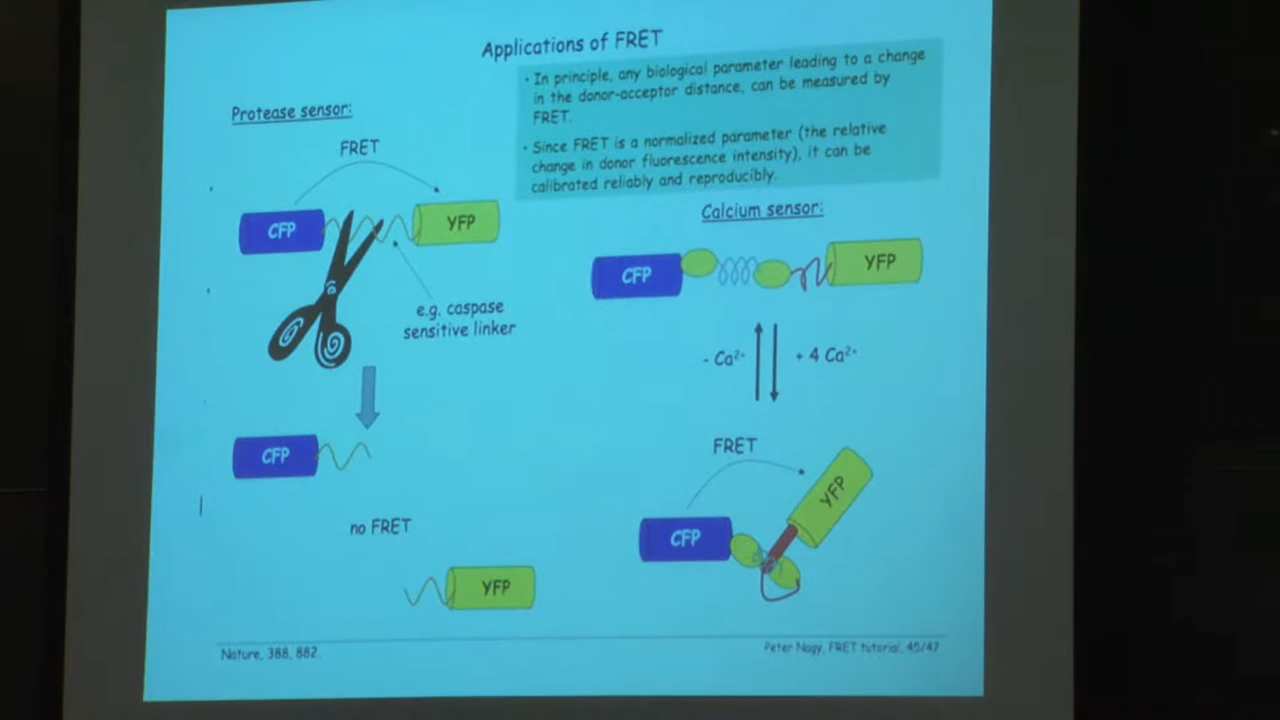 Applications of FRET
• In principle, any biological parameter leading to a change
in the donor-acceptor distance, can be measured by
FRET.
• Since FRET is a normalized parameter (the relative
change in donor fluorescence intensity), it can be
calibrated reliably and reproducibly.
Protease sensor:
FRET
CFP
YFP
e.g. caspase
sensitive linker
CFP
no FRET
YFP
Calcium sensor:
CFP
YFP
- Ca²⁺
+ 4 Ca²⁺
FRET
YFP
CFP
Nature, 388, 882.
Peter Nagy, FRET tutorial, 45/47